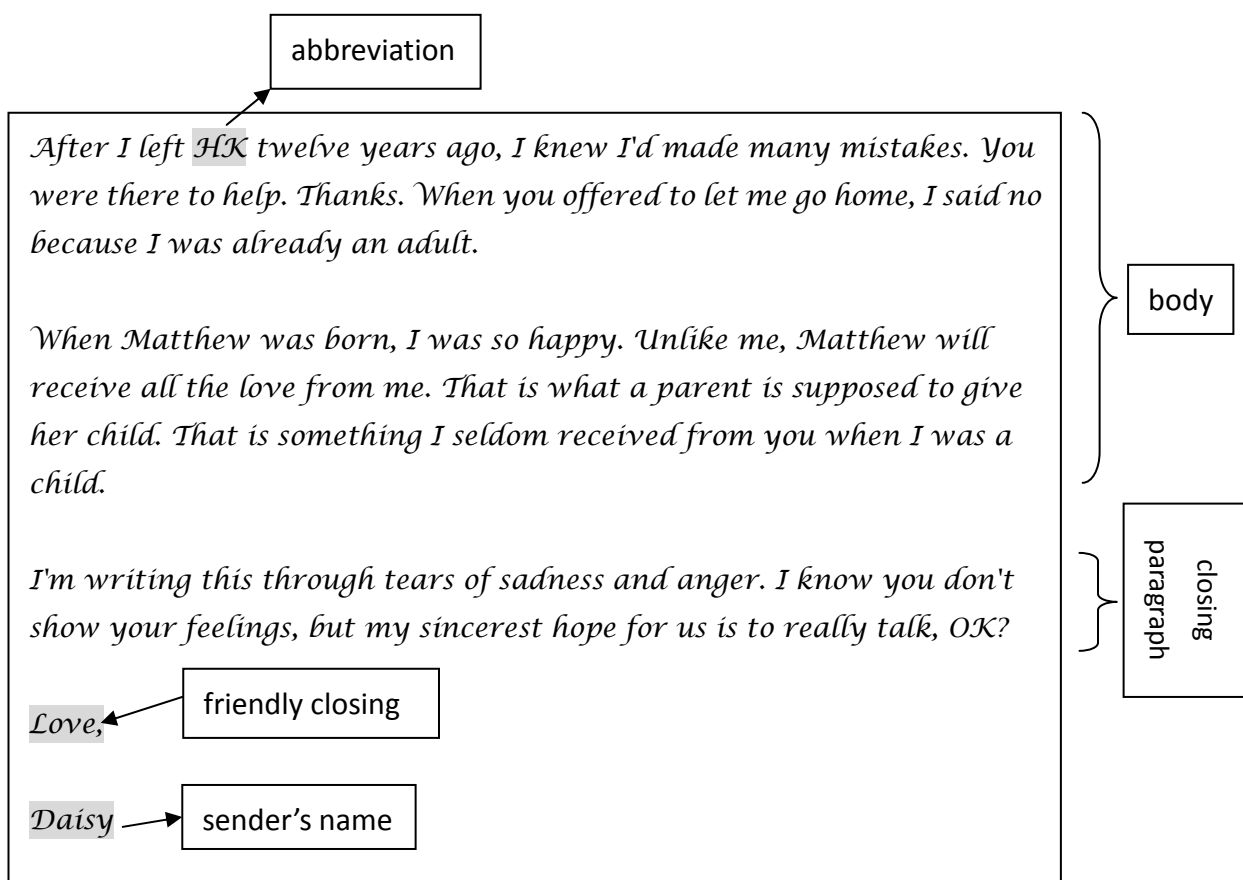 abbreviation
After I left HK twelve years ago, I knew I'd made many mistakes. You
were there to help. Thanks. When you offered to let me go home, I said no
because I was already an adult.
body
When Matthew was born, I was so happy. Unlike me, Matthew will
receive all the love from me. That is what a parent is supposed to give
her child. That is something I seldom received from you when I was a
child.
closing
paragraph
I'm writing this through tears of sadness and anger. I know you don't
show your feelings, but my sincerest hope for us is to really talk, OK?
friendly closing
Love,
Daisy
sender’s name